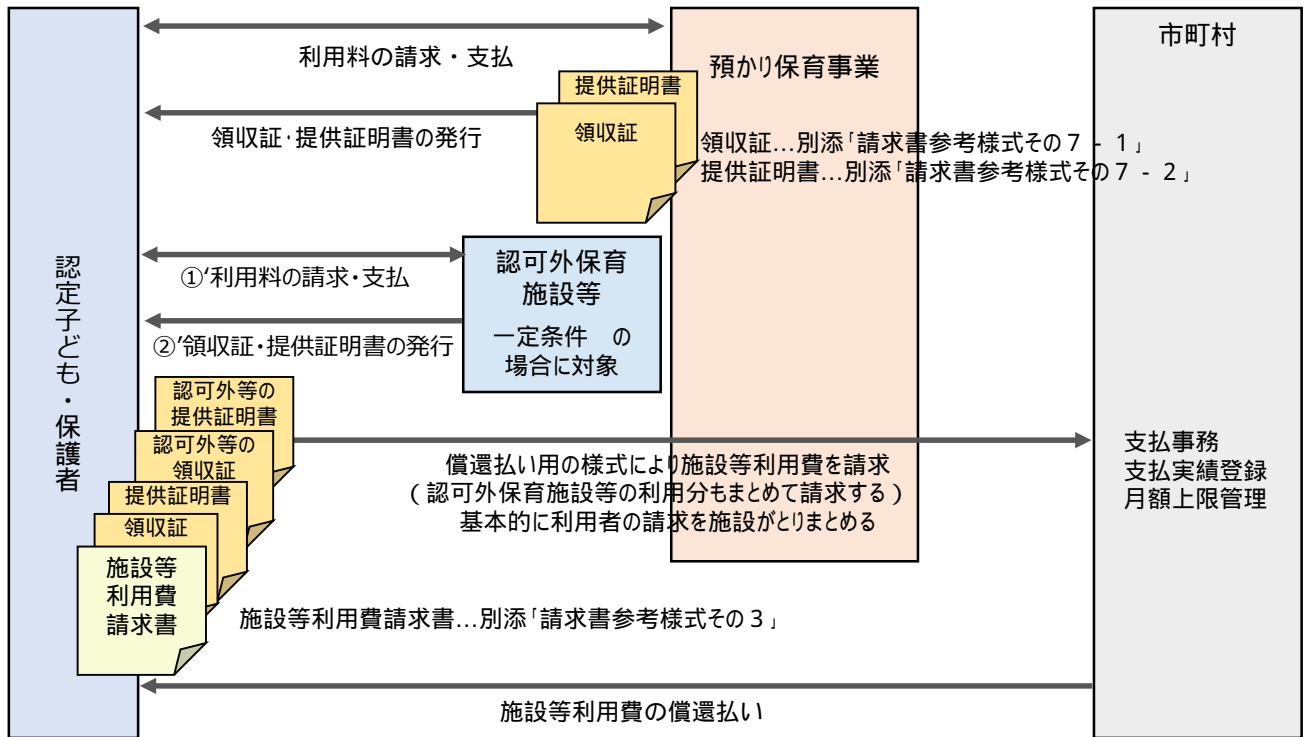 市町村
利用料の請求・支払
預かり保育事業
提供証明書
領収証
領収証・提供証明書の発行
領収証…別添「請求書参考様式その７‐１」
提供証明書…別添「請求書参考様式その７‐２」
認定子ども・保護者
①’利用料の請求・支払
認可外保育
施設等
一定条件　の
場合に対象
②’領収証・提供証明書の発行
認可外等の
提供証明書
認可外等の
領収証
提供証明書
領収証
施設等
利用費
請求書
償還払い用の様式により施設等利用費を請求
（認可外保育施設等の利用分もまとめて請求する）
基本的に利用者の請求を施設がとりまとめる
支払事務
支払実績登録
月額上限管理
施設等利用費請求書…別添「請求書参考様式その３」
施設等利用費の償還払い